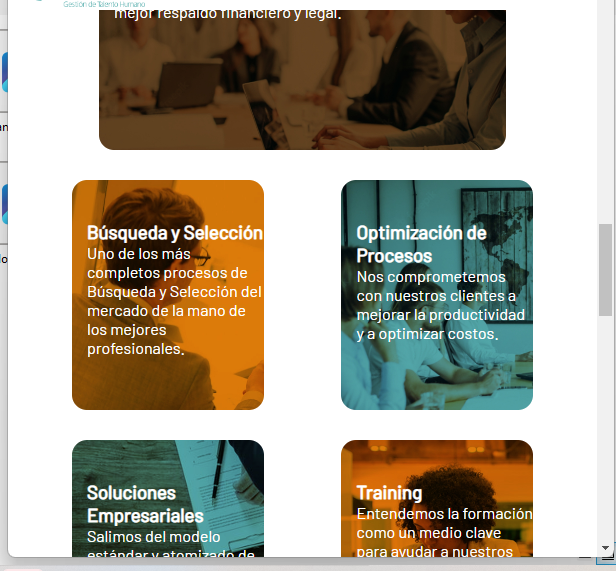 Gestión de Talento Humano
mejor respaldo financiero y legal.
Búsqueda y Selección
Uno de los más
completos procesos de
Búsqueda y Selección del
mercado de la mano de
los mejores
profesionales.
Optimización de
Procesos
Nos comprometemos
con nuestros clientes a
mejorar la productividad
y a optimizar costos.
Soluciones
Empresariales
Salimos del modelo
estándar y atomizado de
Training
Entendemos la formación
como un medio clave
para ayudar a nuestros